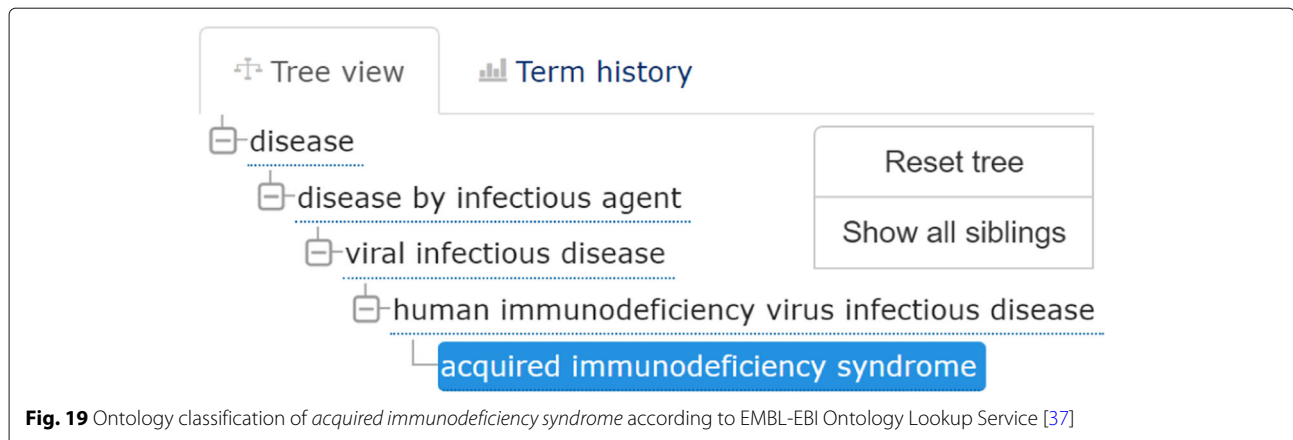 Tree view
Term history
disease
Reset tree
disease by infectious agent
Show all siblings
viral infectious disease
human immunodeficiency virus infectious disease
acquired immunodeficiency syndrome
Fig. 19 Ontology classification of acquired immunodeficiency syndrome according to EMBL-EBI Ontology Lookup Service [37]